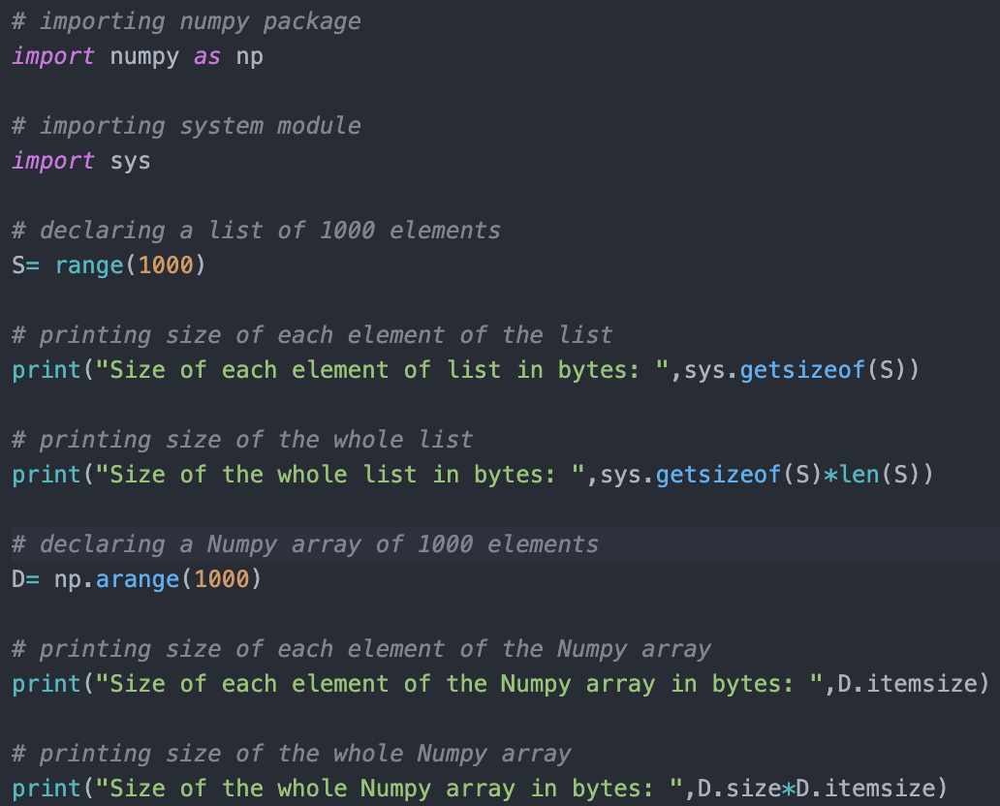 # importing numpy package
import numpy as np
# importing system module
import sys
# declaring a list of 1000 elements
S= range(1000)
# printing size of each element of the list
print("Size of each element of list in bytes: ",sys.getsizeof(S))
# printing size of the whole list
print("Size of the whole list in bytes: ",sys.getsizeof(S)*len(S))
# declaring a Numpy array of 1000 elements
D= np.arange(1000)
# printing size of each element of the Numpy array
print("Size of each element of the Numpy array in bytes: ",D.itemsize)
# printing size of the whole Numpy array
print("Size of the whole Numpy array in bytes: ",D.size*D.itemsize)